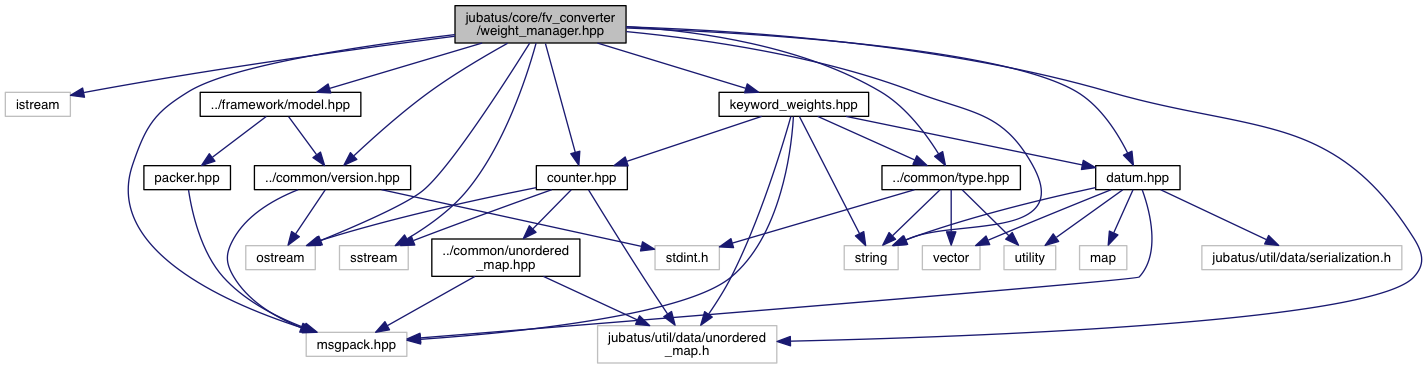 jubatus/core/fv_converter
/weight_manager.hpp
istream
../framework/model.hpp
keyword_weights.hpp
packer.hpp
../common/version.hpp
counter.hpp
../common/type.hpp
datum.hpp
ostream
sstream
../common/unordered
_map.hpp
stdint.h
string
vector
utility
map
jubatus/util/data/serialization.h
msgpack.hpp
jubatus/util/data/unordered
_map.h